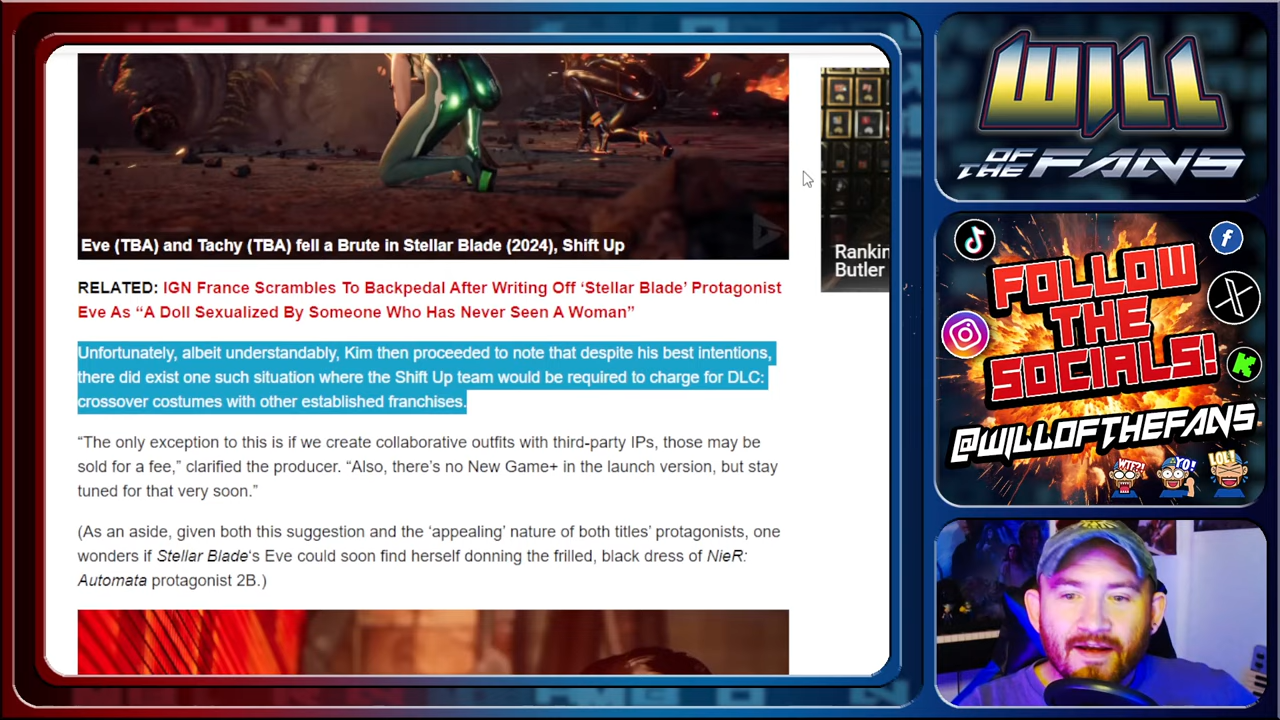 Eve (TBA) and Tachy (TBA) fell a Brute in Stellar Blade (2024), Shift Up
RELATED: IGN France Scrambles To Backpedal After Writing Off ‘Stellar Blade’ Protagonist
Eve As “A Doll Sexualized By Someone Who Has Never Seen A Woman”
Unfortunately, albeit understandably, Kim then proceeded to note that despite his best intentions,
there did exist one such situation where the Shift Up team would be required to charge for DLC:
crossover costumes with other established franchises.
“The only exception to this is if we create collaborative outfits with third-party IPs, those may be
sold for a fee,” clarified the producer. “Also, there’s no New Game+ in the launch version, but stay
tuned for that very soon.”
(As an aside, given both this suggestion and the ‘appealing’ nature of both titles’ protagonists, one
wonders if Stellar Blade‘s Eve could soon find herself donning the frilled, black dress of NieR:
Automata protagonist 2B.)
Rankin
Butler
WILL
OF THE FANS
FOLLOW
THE
SOCIALS!
@WILLOFTHEFANS
WTF?!
YO!
LOL!